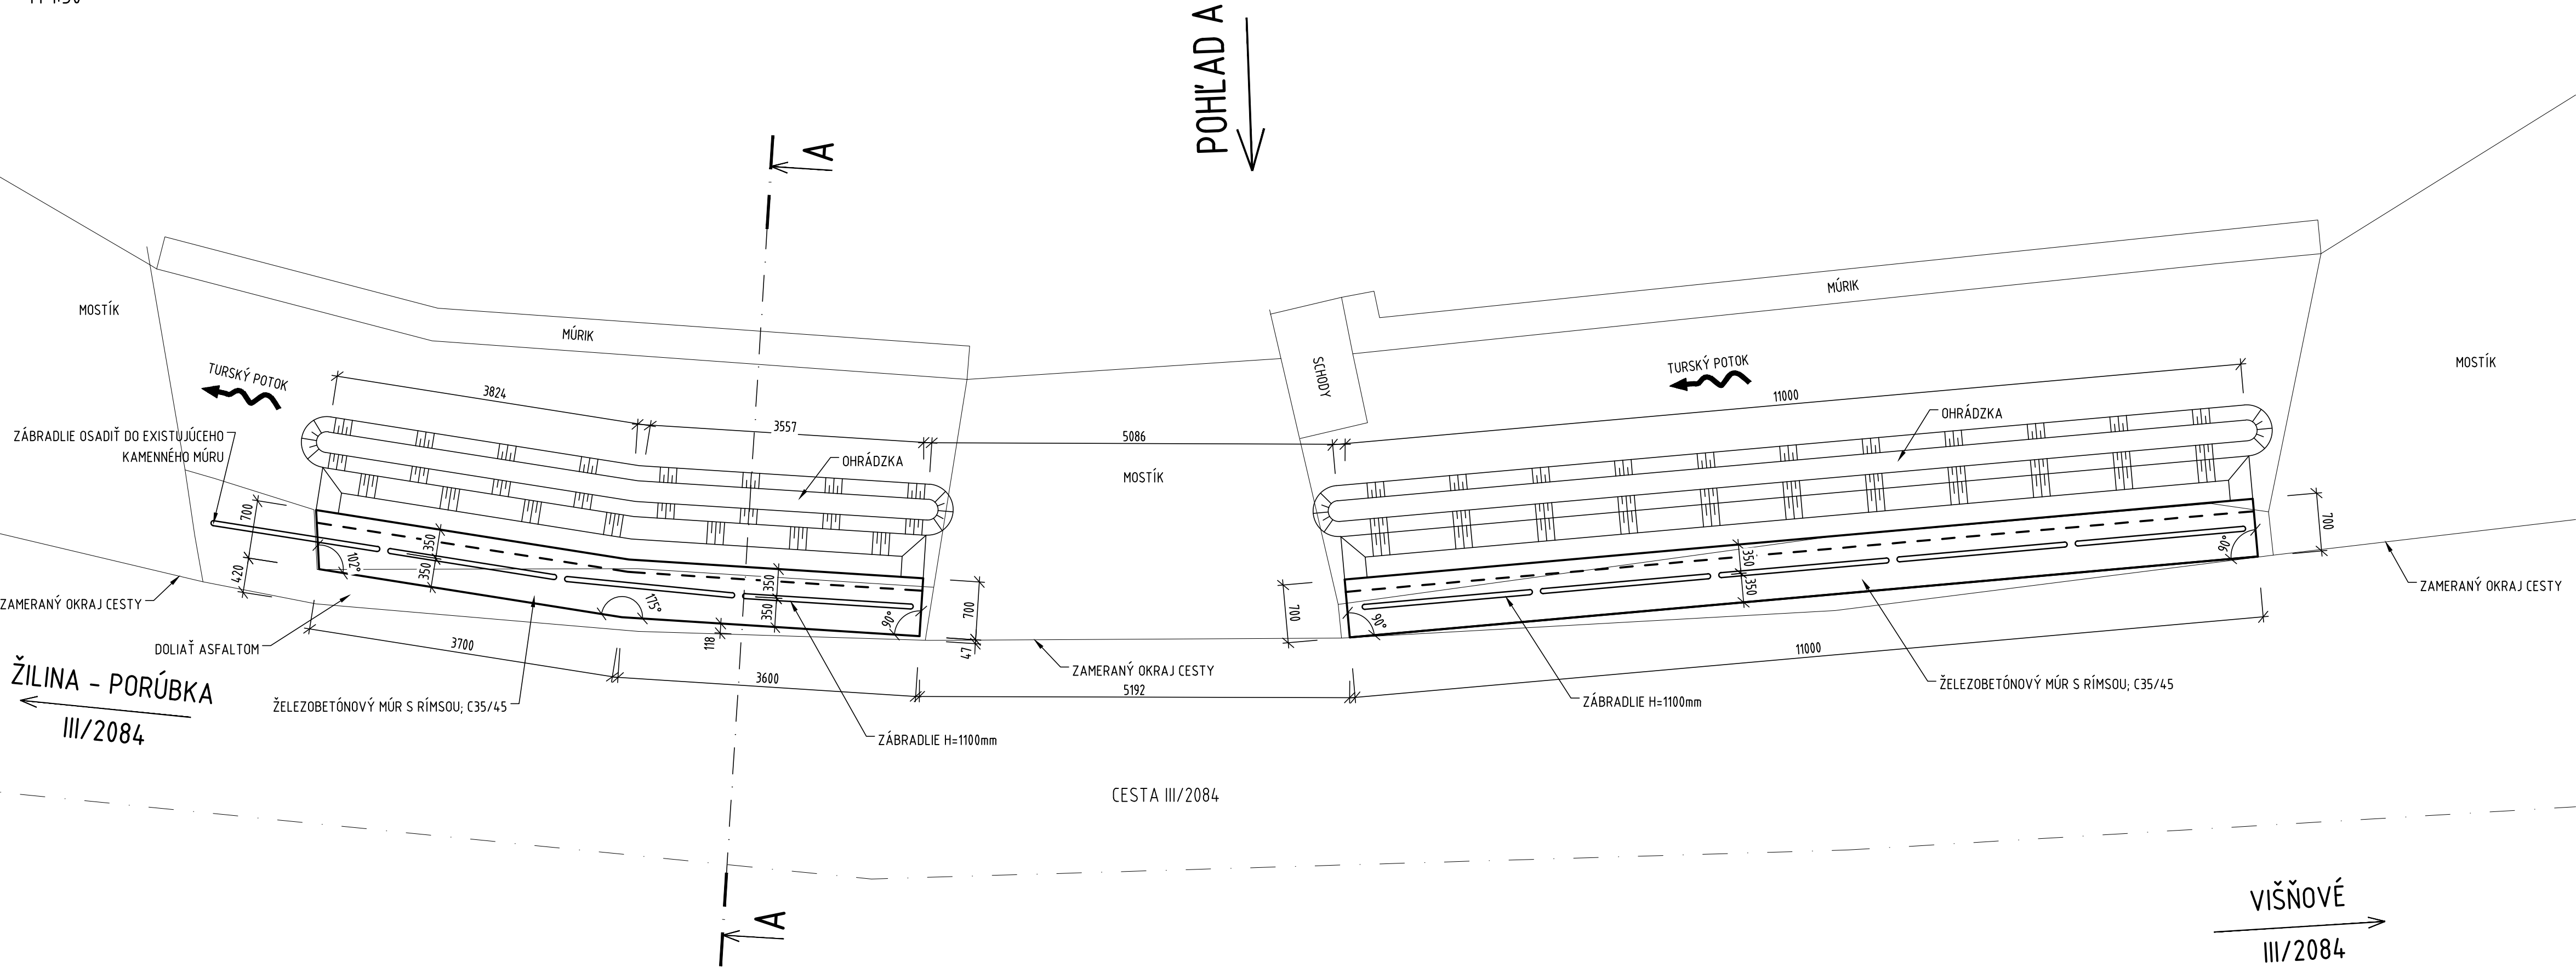 POHĽAD A
A
MÚRIK
MOSTÍK
MÚRIK
TURSKÝ POTOK
3824
SCHODY
TURSKÝ POTOK
MOSTÍK
11000
ZÁBRADLIE OSADIŤ DO EXISTUJÚCEHO
KAMENNÉHO MÚRU
3557
5086
OHRÁDZKA
OHRÁDZKA
MOSTÍK
700
420
102°
350
350
175°
350
350
118
90°
700
47
700
90°
350
350
90°
700
ZAMERANÝ OKRAJ CESTY
ZAMERANÝ OKRAJ CESTY
DOLIAŤ ASFALTOM
3700
3600
5192
ZAMERANÝ OKRAJ CESTY
11000
ŽILINA - PORÚBKA
III/2084
ŽELEZOBETÓNOVÝ MÚR S RÍMSOU; C35/45
ZÁBRADLIE H=1100mm
ZÁBRADLIE H=1100mm
ŽELEZOBETÓNOVÝ MÚR S RÍMSOU; C35/45
CESTA III/2084
A
VIŠŇOVÉ
III/2084